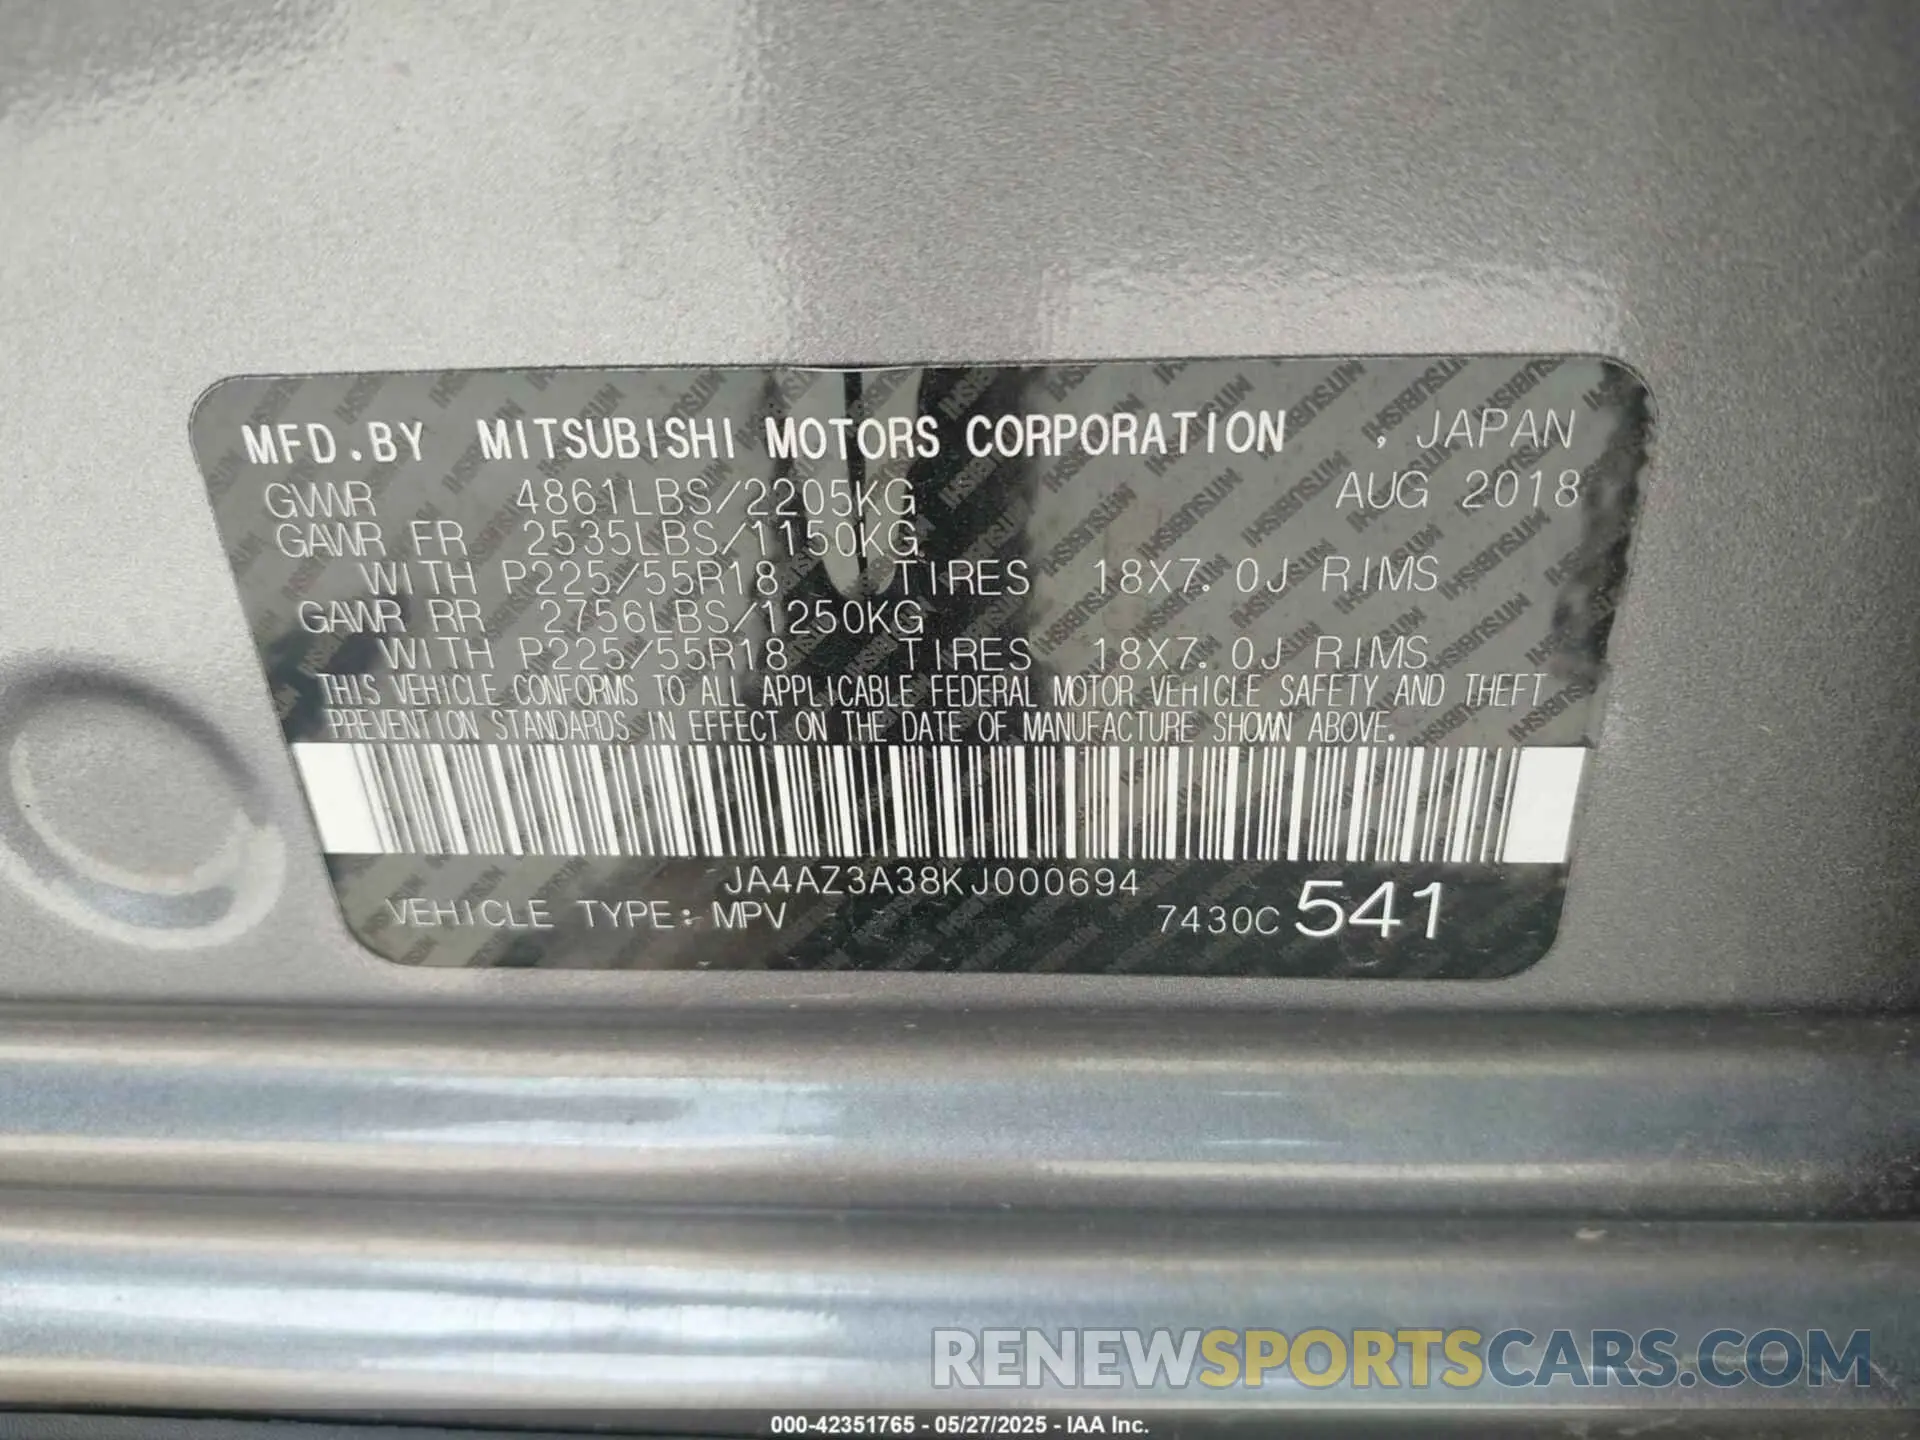 MFD.BY MITSUBISHI MOTORS CORPORATION , JAPAN
GVWR 4861LBS/2205KG AUG 2018
GAWR FR 2535LBS/1150KG
WITH P225/55R18 TIRES 18X7.0J RIMS
GAWR RR 2756LBS/1250KG
WITH P225/55R18 TIRES 18X7.0J RIMS
THIS VEHICLE CONFORMS TO ALL APPLICABLE FEDERAL MOTOR VEHICLE SAFETY AND THEFT
PREVENTION STANDARDS IN EFFECT ON THE DATE OF MANUFACTURE SHOWN ABOVE.
JA4AZ3A38KJ000694
VEHICLE TYPE: MPV 7430C 541
RENEWSPORTSCARS.COM
000-42351765 - 05/27/2025 - IAA Inc.